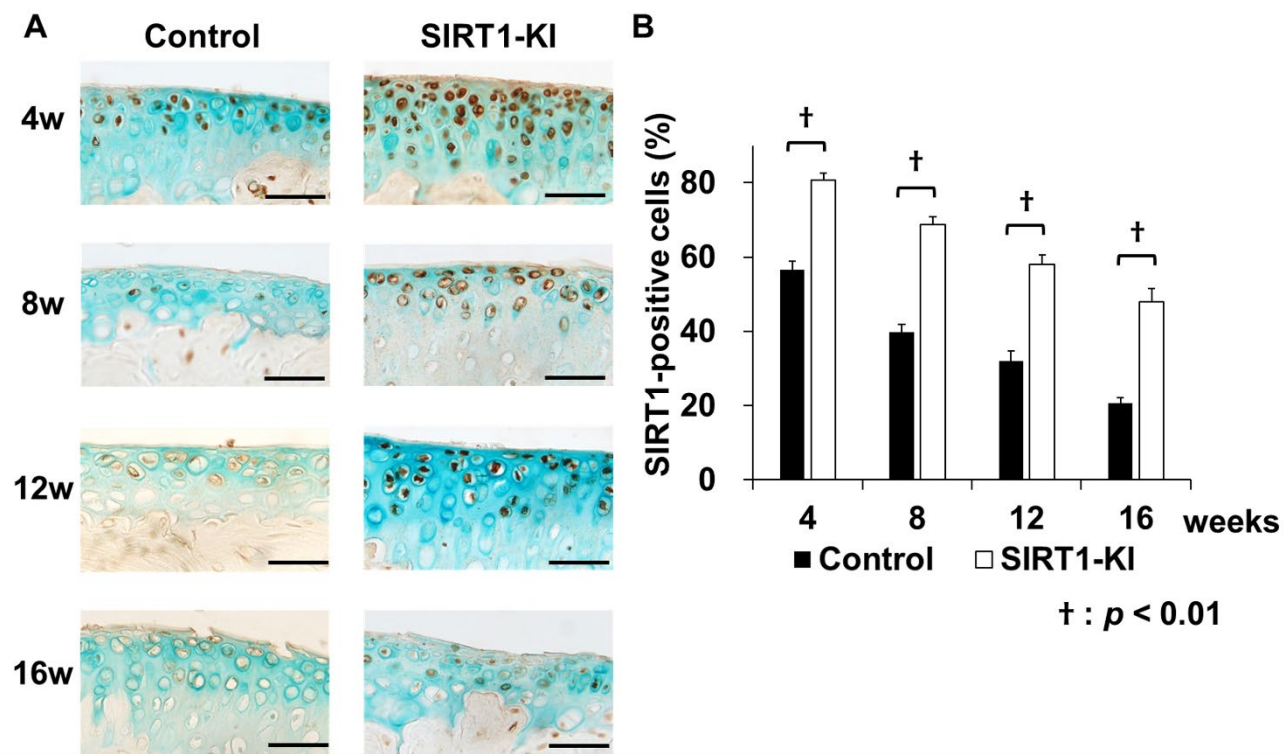 A
Control
SIRT1-KI
4w
8w
12w
16w
B
SIRT1-positive cells (%)
80
60
40
20
0
†
†
†
†
4 8 12 16 weeks
■ Control □ SIRT1-KI
† : p < 0.01